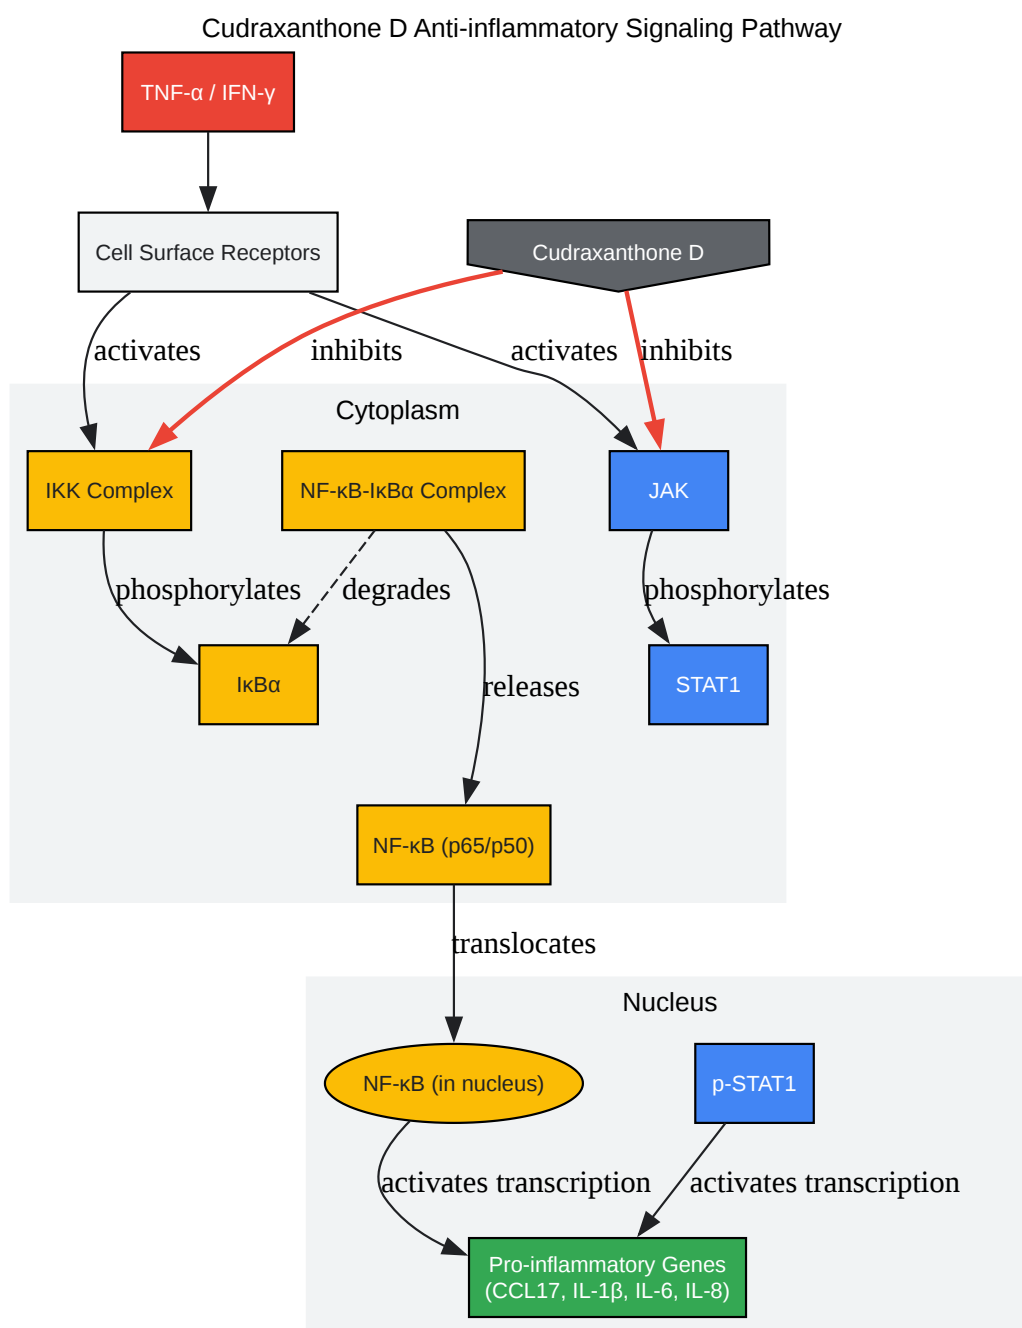 Cudraxanthone D Anti-inflammatory Signaling Pathway
TNF-α / IFN-γ
Cell Surface Receptors
Cudraxanthone D
activates
inhibits
activates
inhibits
Cytoplasm
IKK Complex
NF-κB-IκBα Complex
JAK
phosphorylates
degrades
phosphorylates
IκBα
releases
STAT1
NF-κB (p65/p50)
translocates
Nucleus
NF-κB (in nucleus)
p-STAT1
activates transcription
activates transcription
Pro-inflammatory Genes
(CCL17, IL-1β, IL-6, IL-8)